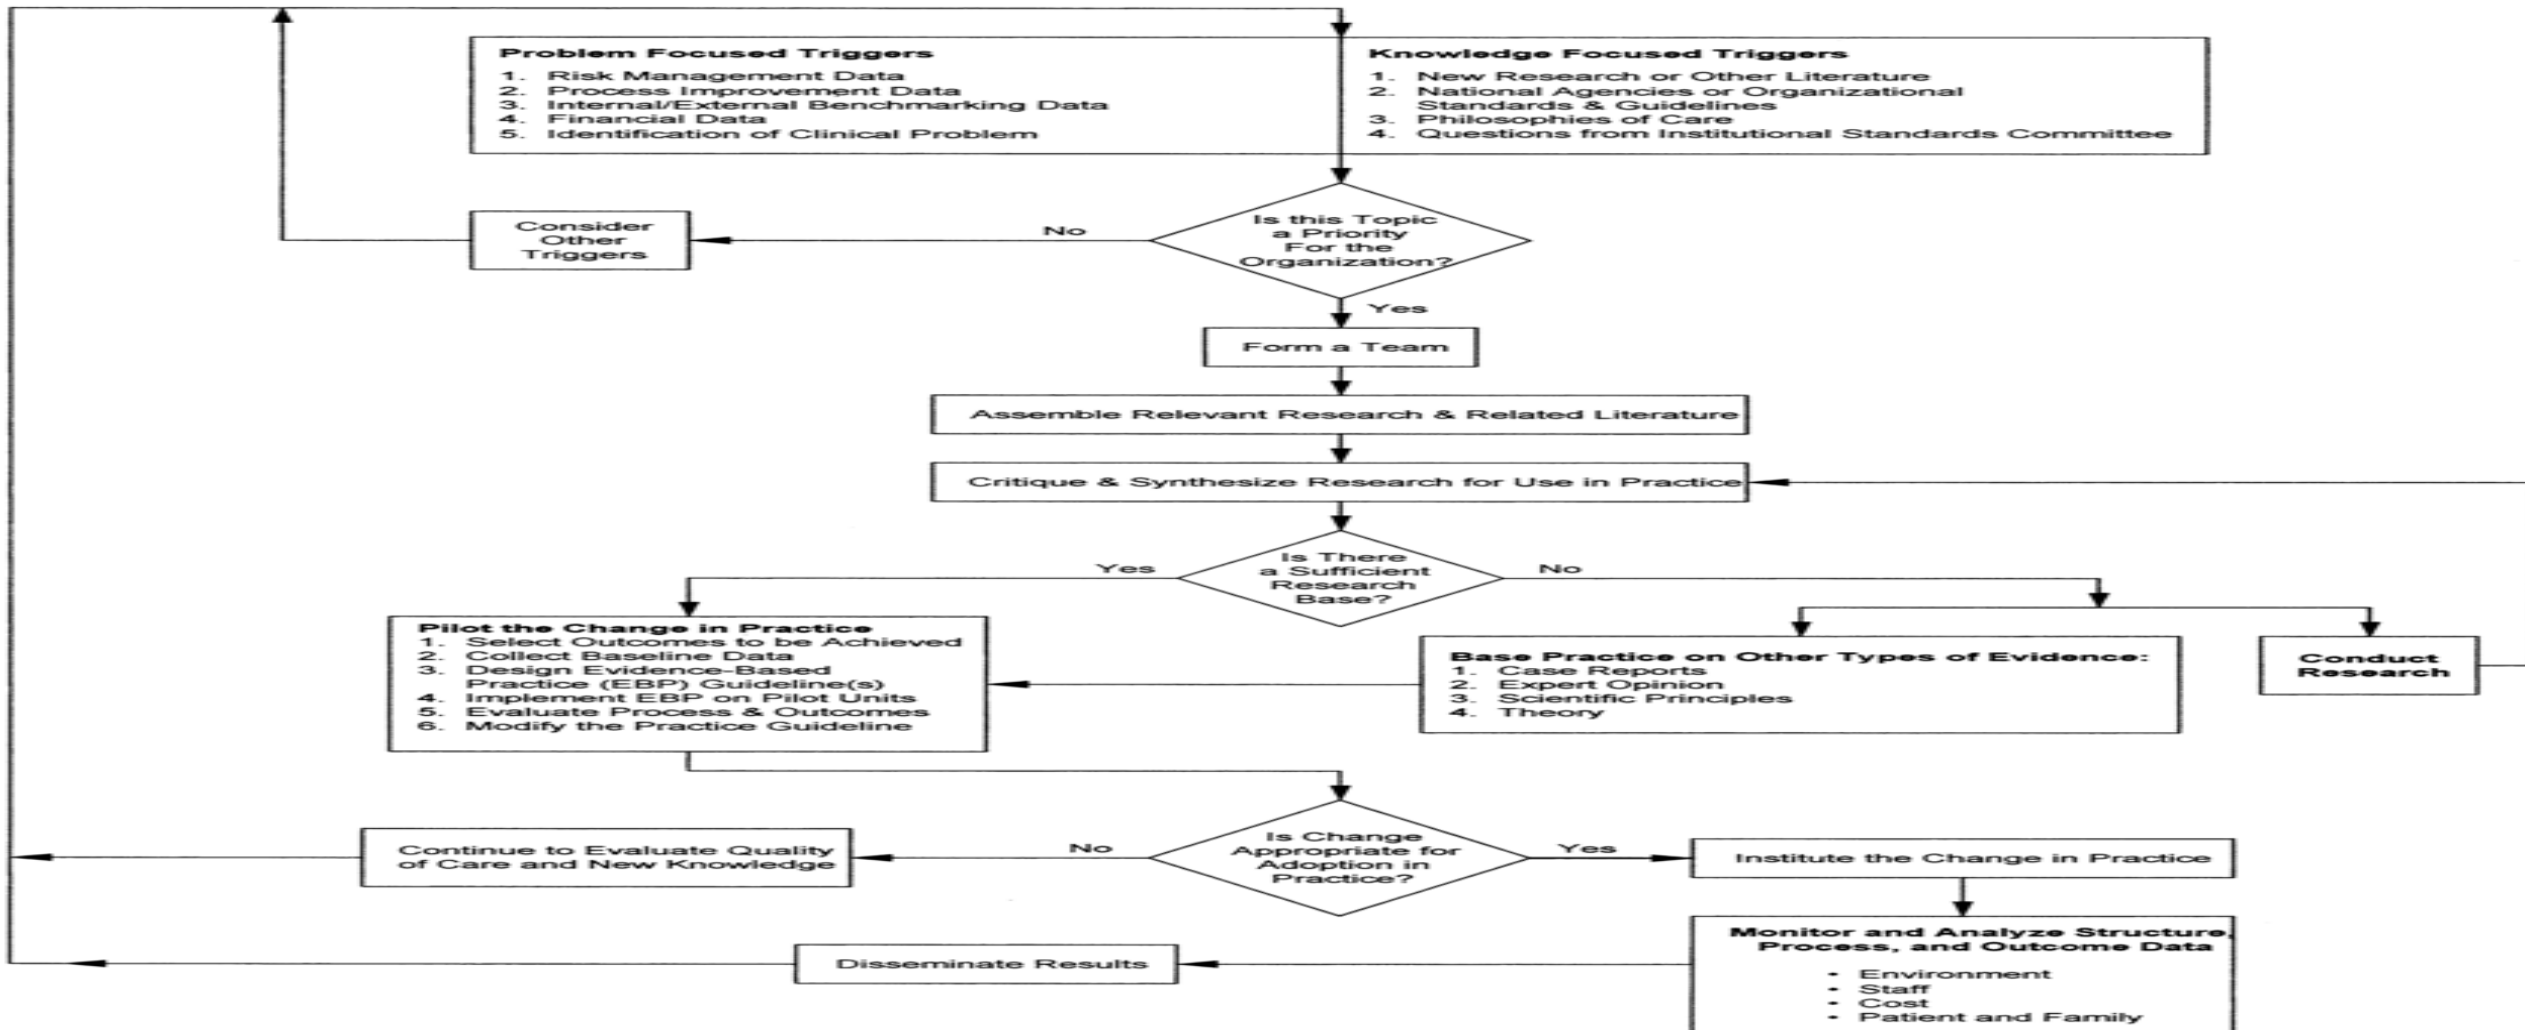 Problem Focused Triggers
1. Risk Management Data
2. Process Improvement Data
3. Internal/External Benchmarking Data
4. Financial Data
5. Identification of Clinical Problem
Knowledge Focused Triggers
1. New Research or Other Literature
2. National Agencies or Organizational
Standards & Guidelines
3. Philosophies of Care
4. Questions from Institutional Standards Committee
Consider
Other
Triggers
No
Is this Topic
a Priority
For the
Organization?
Yes
Form a Team
Assemble Relevant Research & Related Literature
Critique & Synthesize Research for Use in Practice
Yes
Is There
a Sufficient
Research
Base?
No
Pilot the Change in Practice
1. Select Outcomes to be Achieved
2. Collect Baseline Data
3. Design Evidence-Based
Practice (EBP) Guideline(s)
4. Implement EBP on Pilot Units
5. Evaluate Process & Outcomes
6. Modify the Practice Guideline
Base Practice on Other Types of Evidence:
1. Case Reports
2. Expert Opinion
3. Scientific Principles
4. Theory
Conduct
Research
Continue to Evaluate Quality
of Care and New Knowledge
No
Is Change
Appropriate for
Adoption in
Practice?
Yes
Institute the Change in Practice
Disseminate Results
Monitor and Analyze Structure,
Process, and Outcome Data
• Environment
• Staff
• Cost
• Patient and Family